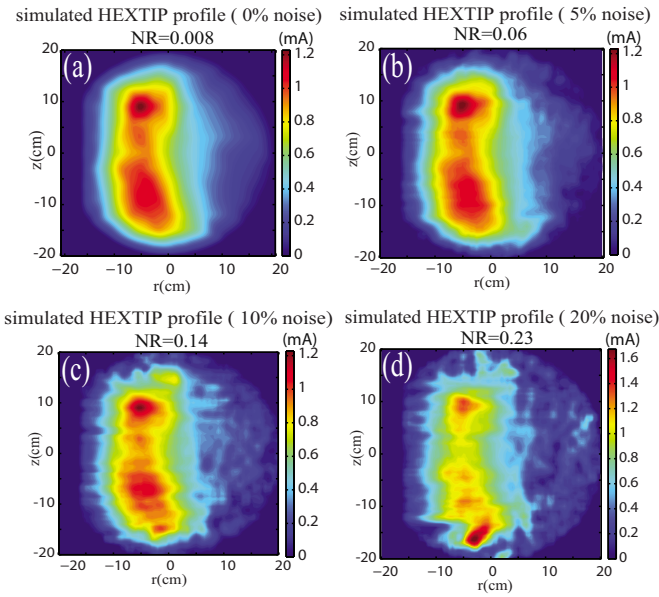 simulated HEXTIP profile ( 0% noise)
NR=0.008
(mA)
(a)
20
10
0
-10
-20
z(cm)
−20
−10
0
10
20
r(cm)
1.2
1
0.8
0.6
0.4
0.2
0
simulated HEXTIP profile ( 5% noise)
NR=0.06
(mA)
(b)
20
10
0
-10
-20
z(cm)
−20
−10
0
10
20
r(cm)
1.2
1
0.8
0.6
0.4
0.2
0
simulated HEXTIP profile ( 10% noise)
NR=0.14
(mA)
(c)
20
10
0
-10
-20
z(cm)
−20
−10
0
10
20
r(cm)
1.2
1
0.8
0.6
0.4
0.2
0
simulated HEXTIP profile ( 20% noise)
NR=0.23
(mA)
(d)
20
10
0
-10
-20
z(cm)
−20
−10
0
10
20
r(cm)
1.6
1.4
1.2
1
0.8
0.6
0.4
0.2
0